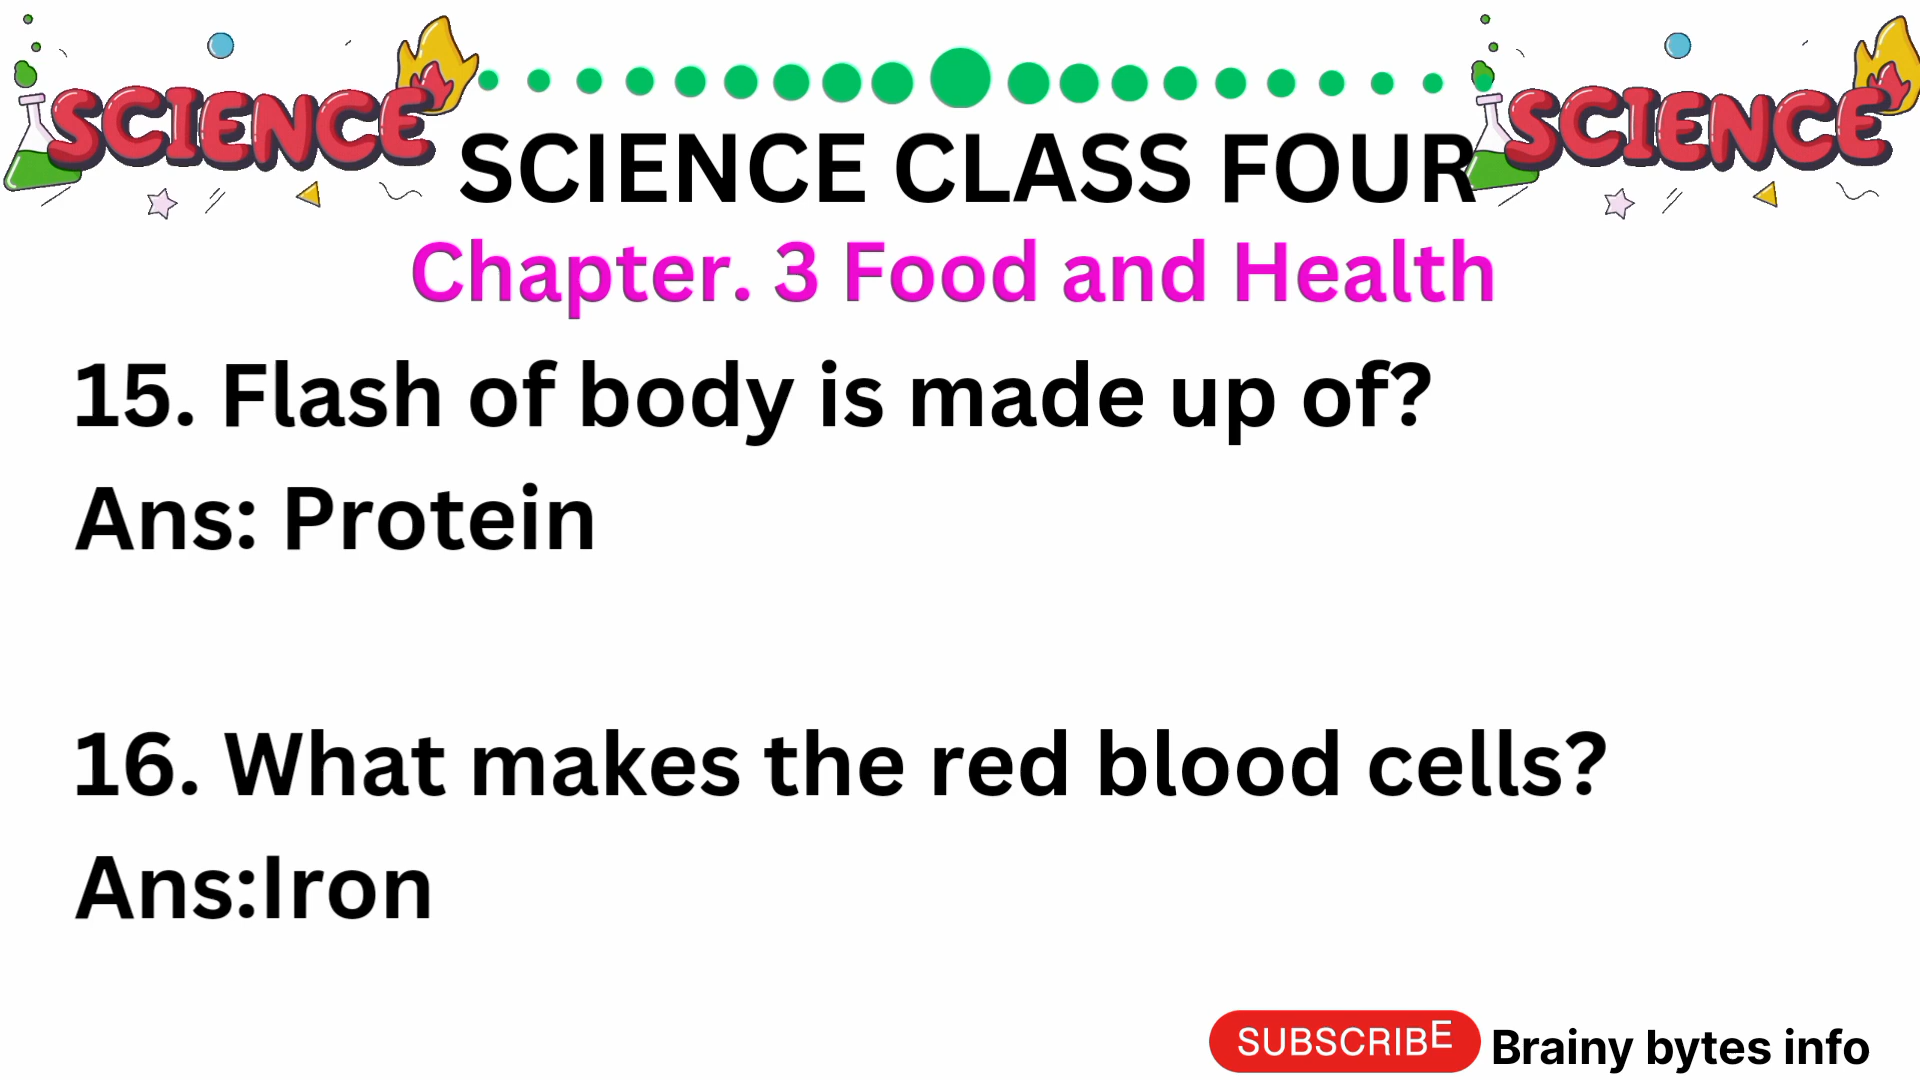 SCIENCE SCIENCE
SCIENCE CLASS FOUR
Chapter. 3 Food and Health
15. Flash of body is made up of?
Ans: Protein
16. What makes the red blood cells?
Ans:Iron
SUBSCRIBE Brainy bytes info